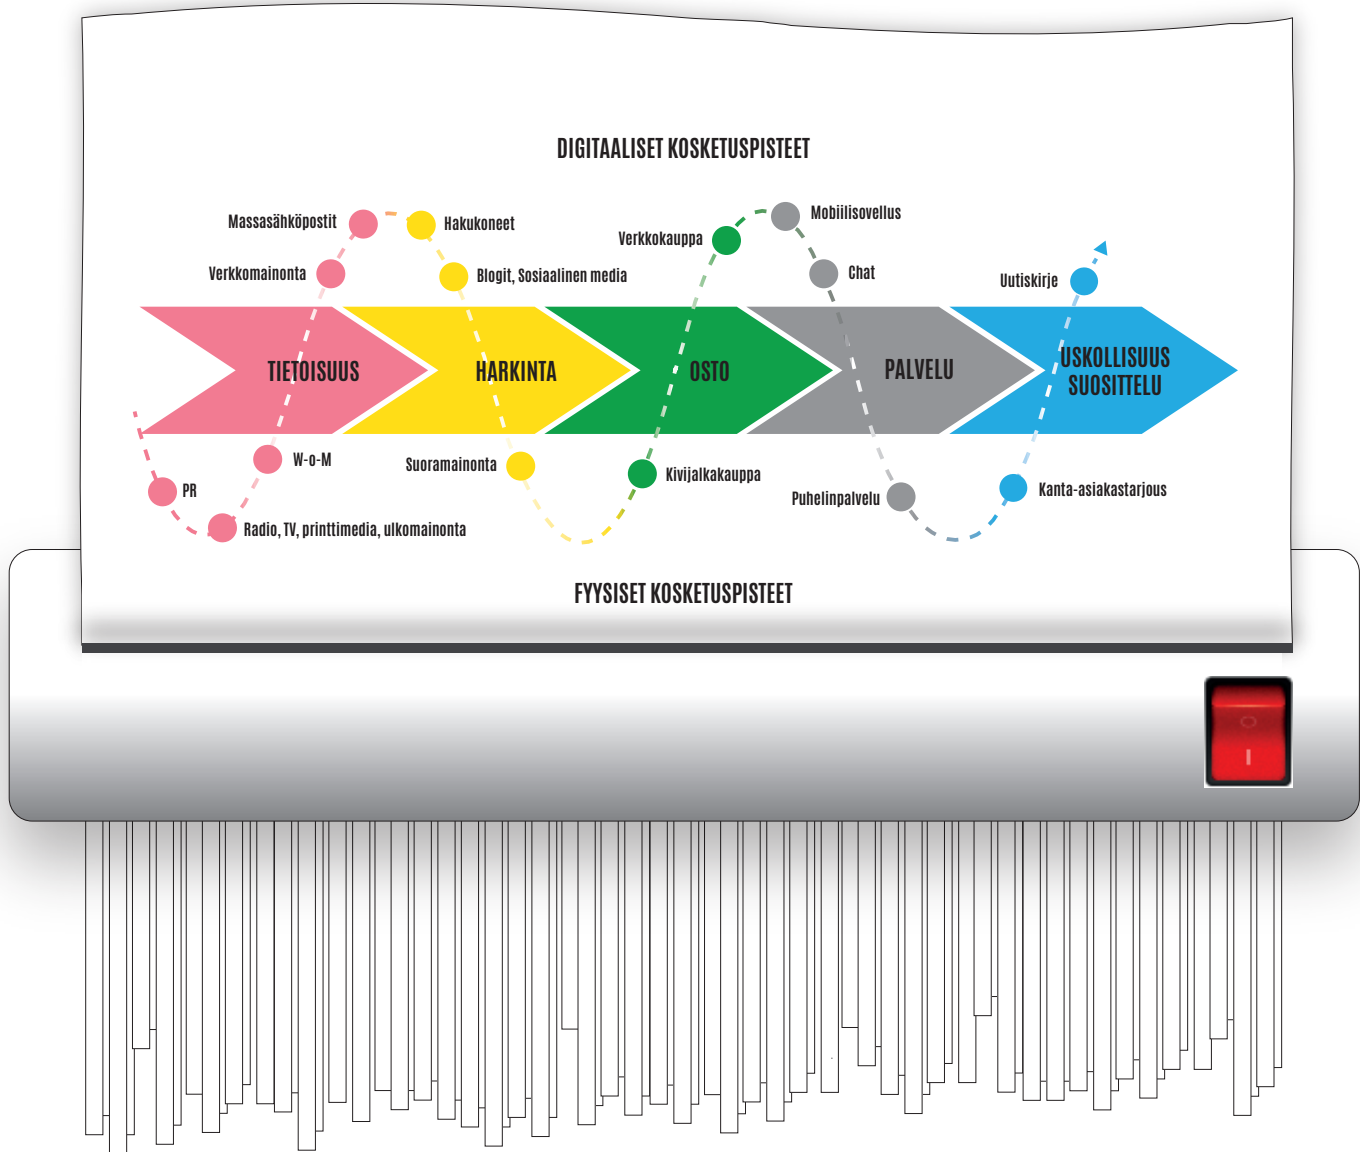 DIGITAALISET KOSKETUSPISTEET
Massasähköpostit
Hakukoneet
Verkkokauppa
Mobiilisovellus
Verkkomainonta
Blogit, Sosiaalinen media
Chat
Uutiskirje
TIETOISUUS
HARKINTA
OSTO
PALVELU
USKOLLISUUS
SUOSITTELU
PR
W-o-M
Radio, TV, printtimedia, ulkomainonta
Suoramainonta
Kivijalkakauppa
Puhelinpalvelu
Kanta-asiakastarjous
FYYSISET KOSKETUSPISTEET